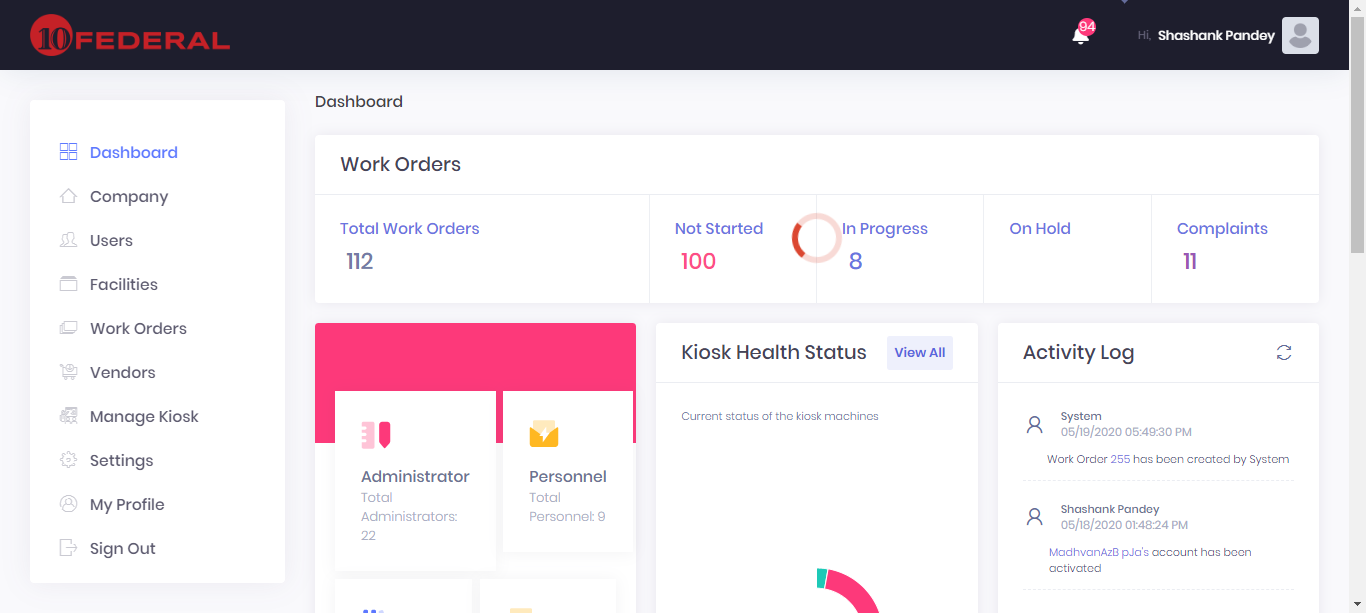 10 FEDERAL
94
Hi, Shashank Pandey
Dashboard
Company
Users
Facilities
Work Orders
Vendors
Manage Kiosk
Settings
My Profile
Sign Out
Dashboard
Work Orders
Total Work Orders
112
Not Started
100
In Progress
8
On Hold
Complaints
11
Administrator
Total
Administrators:
22
Personnel
Total
Personnel: 9
Kiosk Health Status
View All
Current status of the kiosk machines
Activity Log
System
05/19/2020 05:49:30 PM
Work Order 255 has been created by System
Shashank Pandey
05/18/2020 01:48:24 PM
MadhvanAzB pJa's account has been
activated